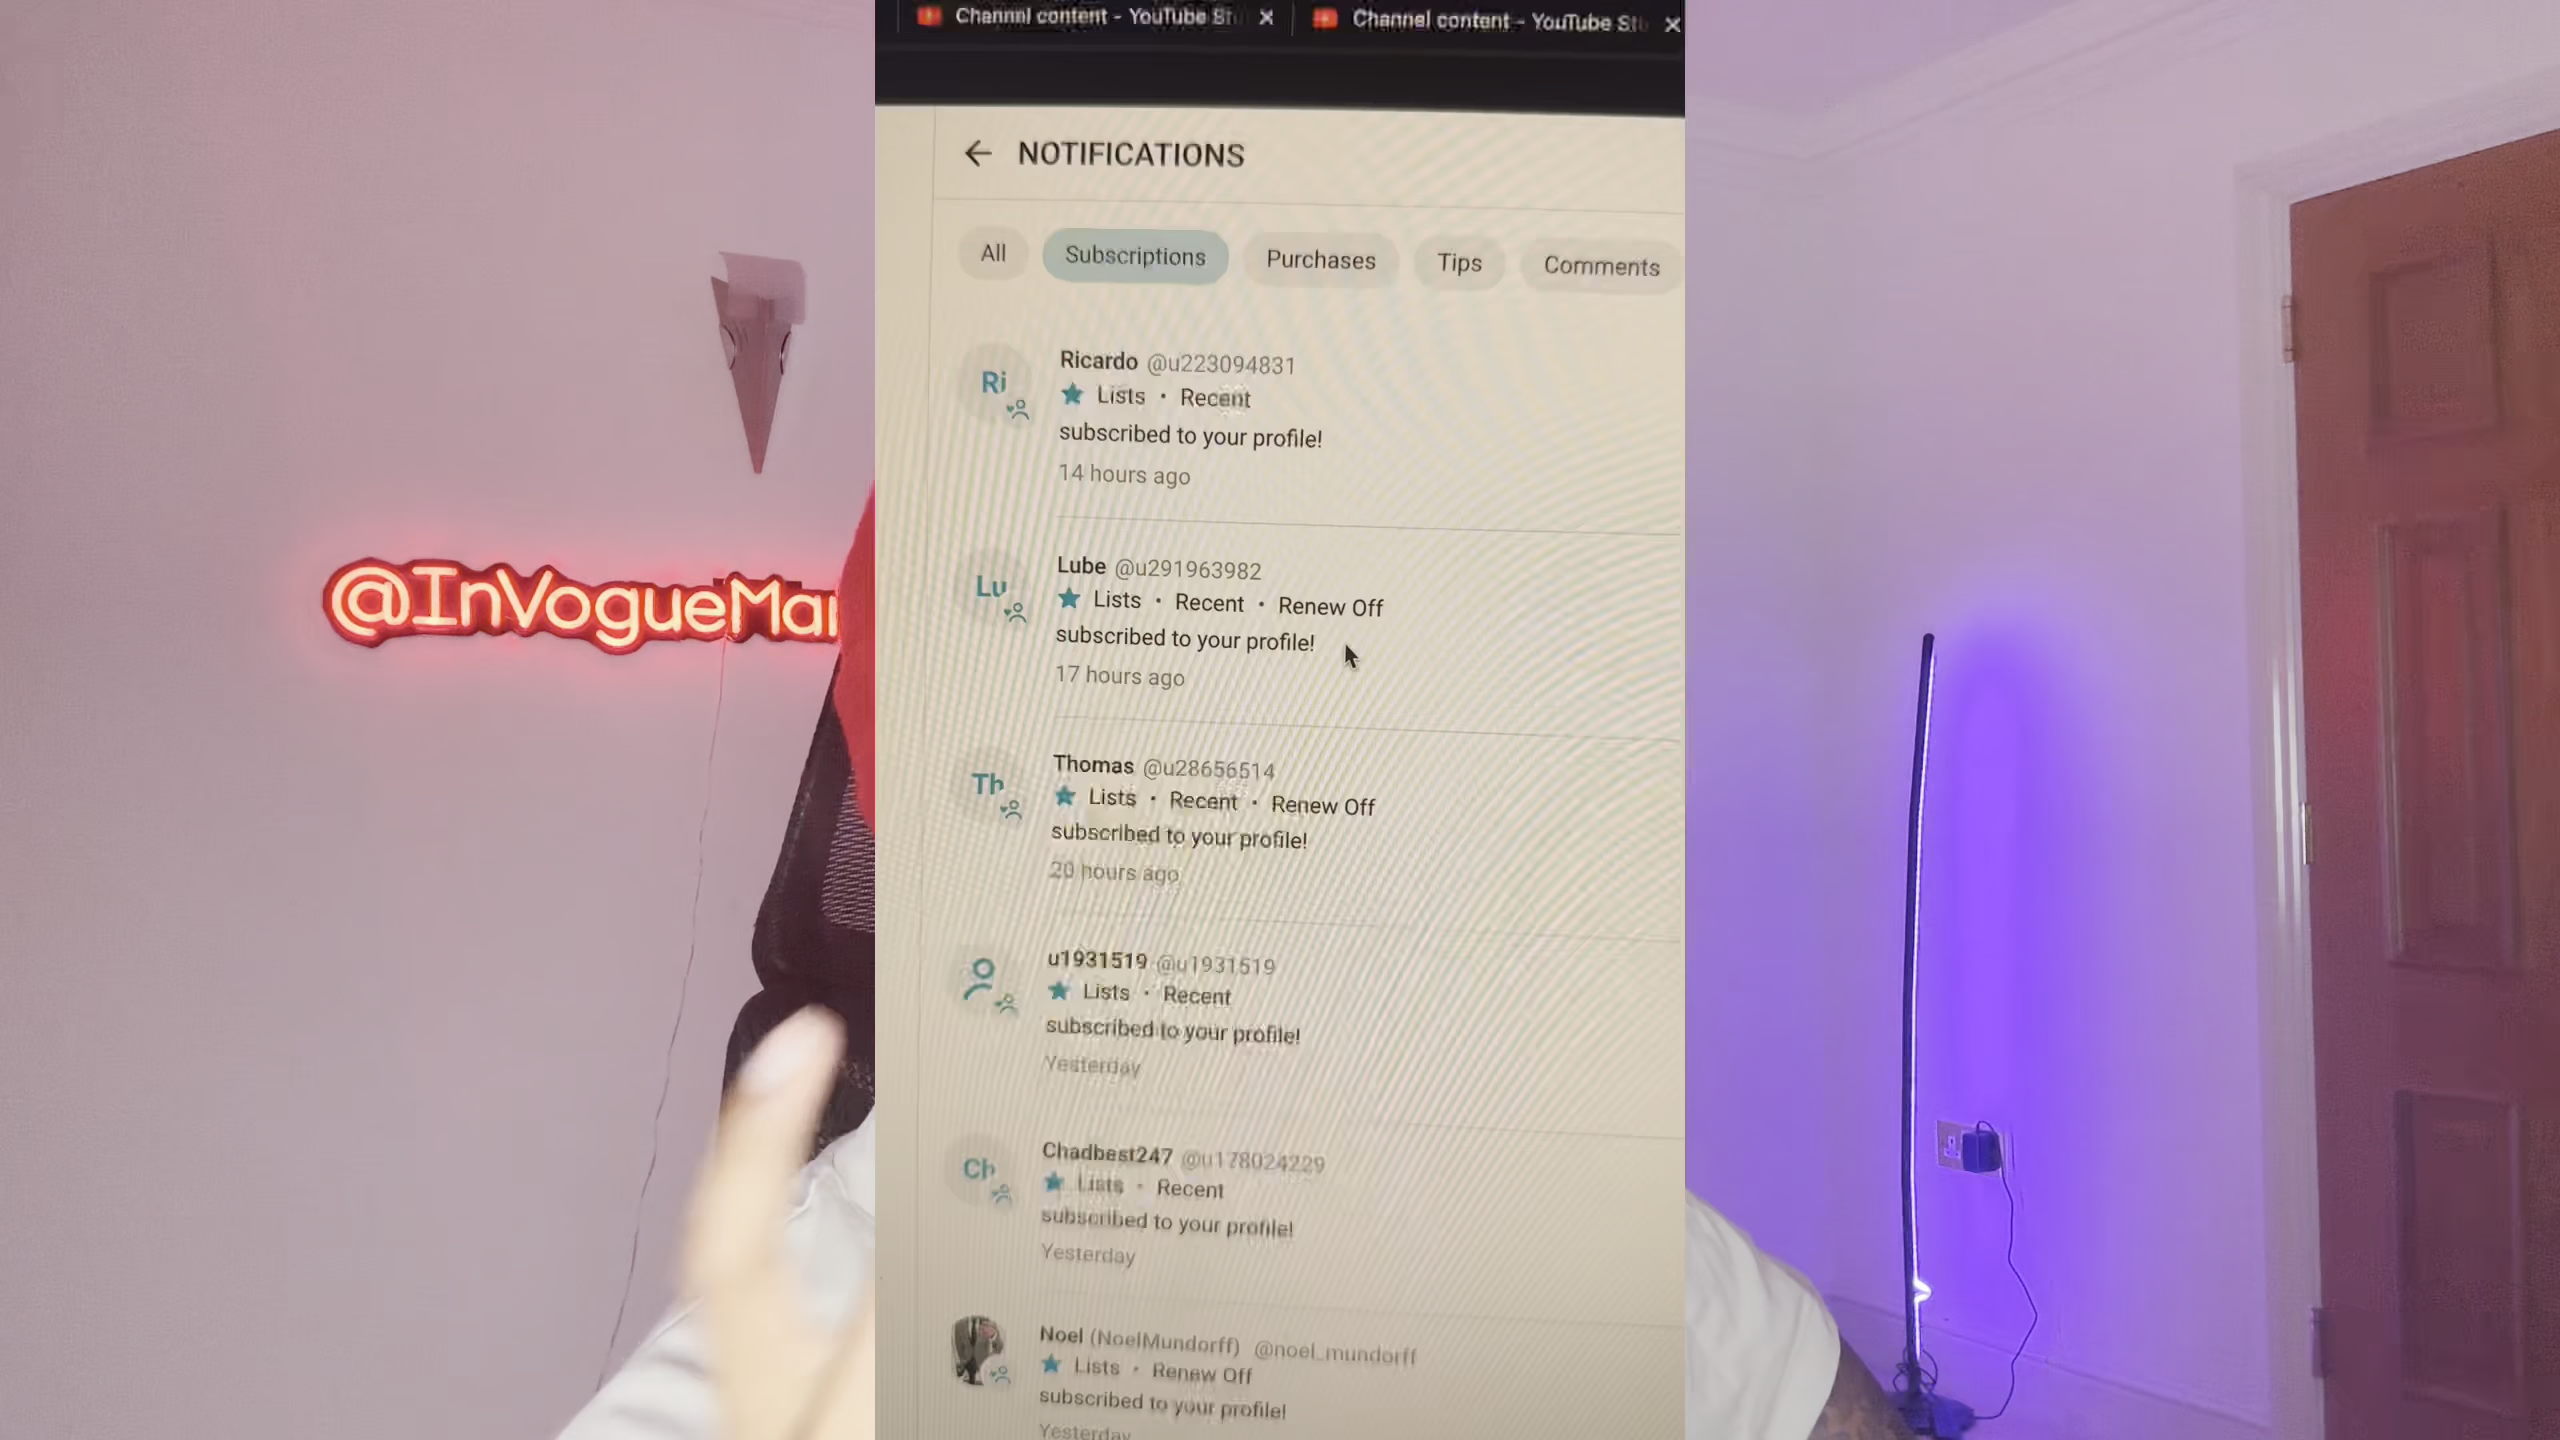 Channel content - YouTube
Channel content - YouTube
NOTIFICATIONS
All Subscriptions Purchases Tips Comments
Ri
Ricardo @u223094831
Lists · Recent
subscribed to your profile!
14 hours ago
Lu
Lube @u291963982
Lists · Recent · Renew Off
subscribed to your profile!
17 hours ago
Th
Thomas @u28656514
Lists · Recent · Renew Off
subscribed to your profile!
20 hours ago
u1931519 @u1931519
Lists · Recent
subscribed to your profile!
Yesterday
Ch
Chadbest247 @u178024229
Lists · Recent
subscribed to your profile!
Yesterday
Noel (NoelMundorff) @noel_mundorff
Lists · Renew Off
subscribed to your profile!
Yesterday
@InVogueMar